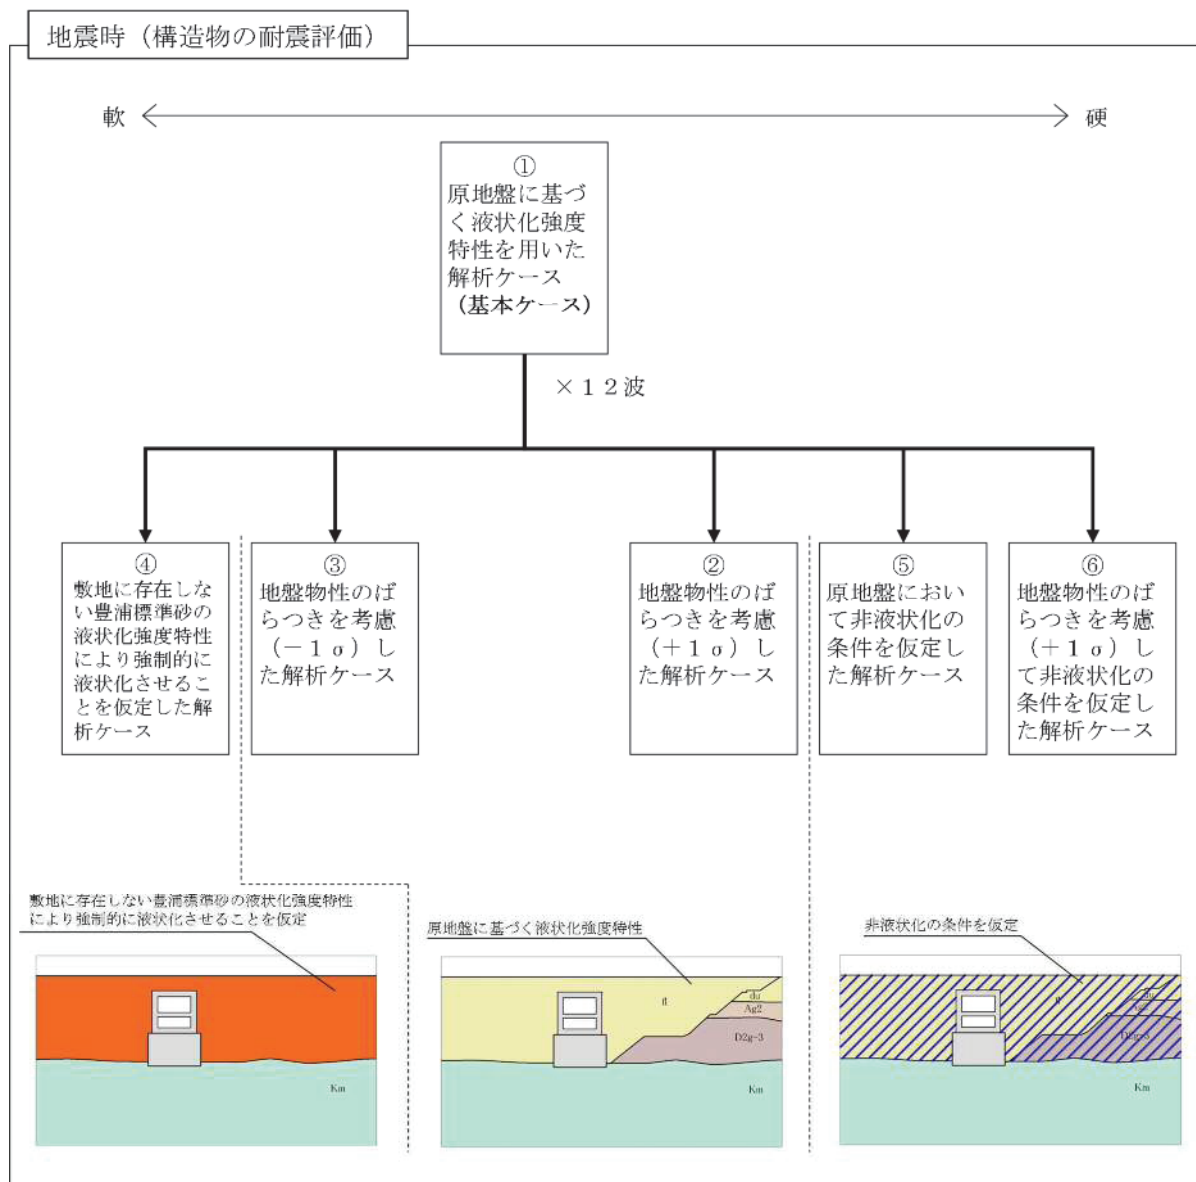 地震時（構造物の耐震評価）
軟
硬
①
原地盤に基づ
く液状化強度
特性を用いた
解析ケース
（基本ケース）
×１２波
④
敷地に存在しな
い豊浦標準砂の
液状化強度特性
により強制的に
液状化させるこ
とを仮定した解
析ケース
③
地盤物性のば
らつきを考慮
（－１σ）し
た解析ケース
②
地盤物性のば
らつきを考慮
（＋１σ）し
た解析ケース
⑤
原地盤におい
て非液状化の
条件を仮定し
た解析ケース
⑥
地盤物性のば
らつきを考慮
（＋１σ）し
て非液状化の
条件を仮定し
た解析ケース
敷地に存在しない豊浦標準砂の液状化強度特性
により強制的に液状化させることを仮定
Km
原地盤に基づく液状化強度特性
fl
du
Ag2
D2g-3
Km
非液状化の条件を仮定
fl
du
Ag2
D2g-3
Km